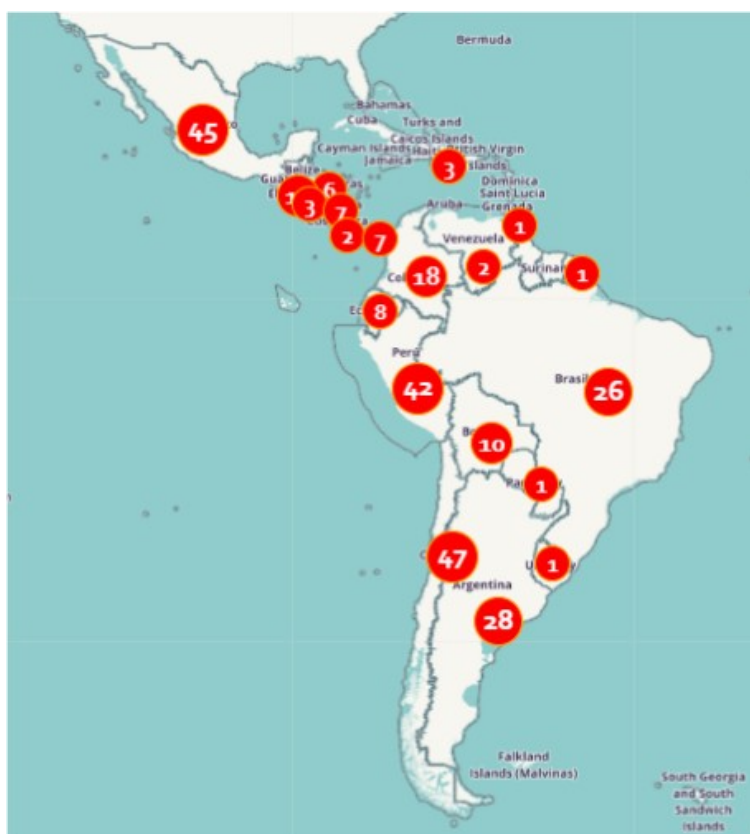 Bermuda
45
Bahamas
Cuba
Turks and
Caicos Islands
Cayman Islands
British Virgin
Jamaica
3
Islands
Belize
6
Dominica
Saint Lucia
Grenada
3
7
Aruba
2
7
1
Venezuela
18
2
1
8
Perú
42
Brasil
26
10
1
47
1
Argentina
28
Falkland
Islands (Malvinas)
South Georgia
and South
Sandwich
Islands